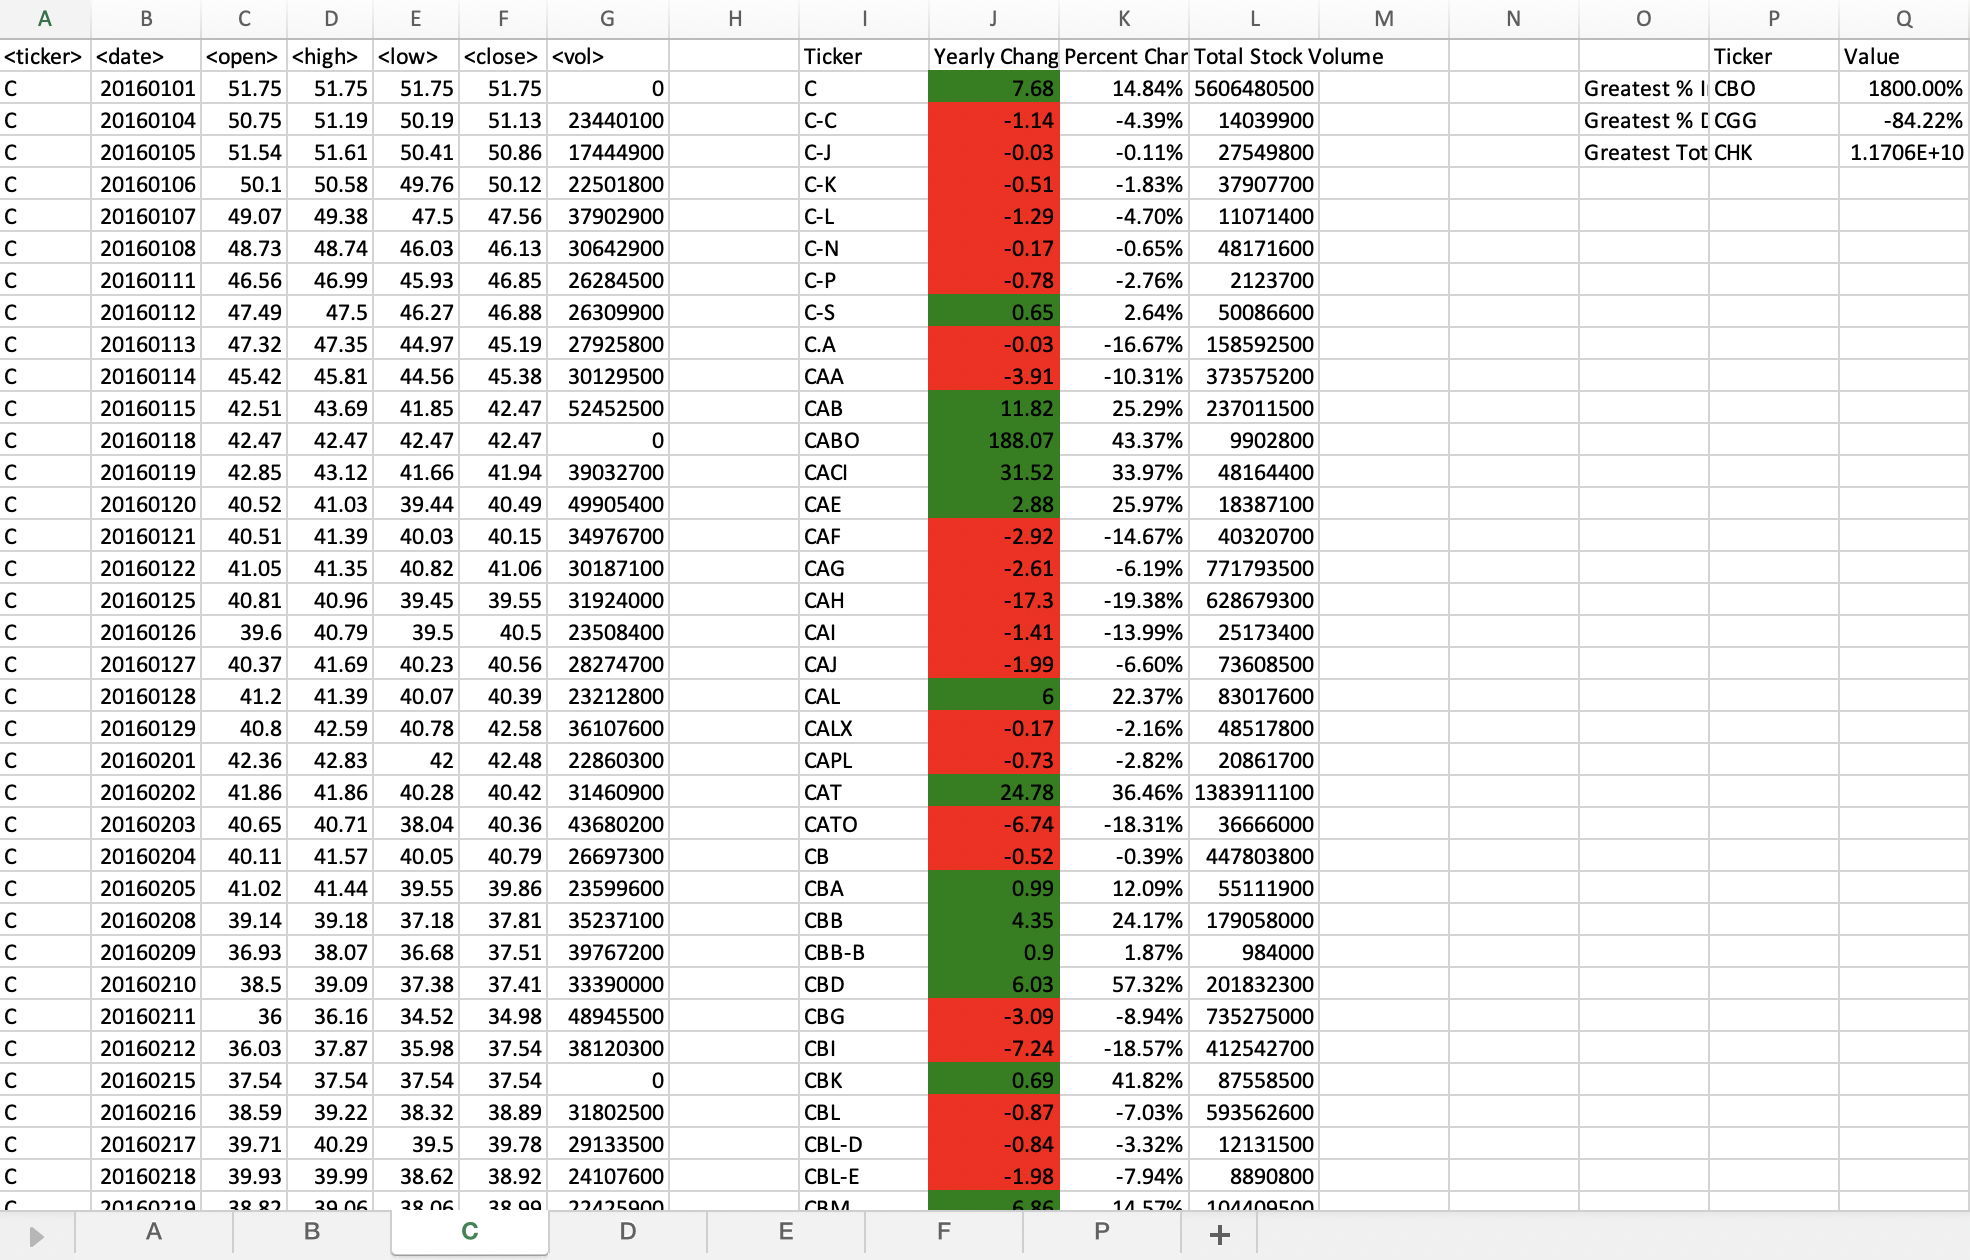 A B C D E F G H I J K L M N O P Q
<ticker> <date> <open> <high> <low> <close> <vol> Ticker Yearly Chang Percent Char Total Stock Volume Ticker Value
C 20160101 51.75 51.75 51.75 51.75 0 C 7.68 14.84% 5606480500 Greatest % I CBO 1800.00%
C 20160104 50.75 51.19 50.19 51.13 23440100 C-C -1.14 -4.39% 14039900 Greatest % D CGG -84.22%
C 20160105 51.54 51.61 50.41 50.86 17444900 C-J -0.03 -0.11% 27549800 Greatest Tot CHK 1.1706E+10
C 20160106 50.1 50.58 49.76 50.12 22501800 C-K -0.51 -1.83% 37907700
C 20160107 49.07 49.38 47.5 47.56 37902900 C-L -1.29 -4.70% 11071400
C 20160108 48.73 48.74 46.03 46.13 30642900 C-N -0.17 -0.65% 48171600
C 20160111 46.56 46.99 45.93 46.85 26284500 C-P -0.78 -2.76% 2123700
C 20160112 47.49 47.5 46.27 46.88 26309900 C-S 0.65 2.64% 50086600
C 20160113 47.32 47.35 44.97 45.19 27925800 C.A -0.03 -16.67% 158592500
C 20160114 45.42 45.81 44.56 45.38 30129500 CAA -3.91 -10.31% 373575200
C 20160115 42.51 43.69 41.85 42.47 52452500 CAB 11.82 25.29% 237011500
C 20160118 42.47 42.47 42.47 42.47 0 CABO 188.07 43.37% 9902800
C 20160119 42.85 43.12 41.66 41.94 39032700 CACI 31.52 33.97% 48164400
C 20160120 40.52 41.03 39.44 40.49 49905400 CAE 2.88 25.97% 18387100
C 20160121 40.51 41.39 40.03 40.15 34976700 CAF -2.92 -14.67% 40320700
C 20160122 41.05 41.35 40.82 41.06 30187100 CAG -2.61 -6.19% 771793500
C 20160125 40.81 40.96 39.45 39.55 31924000 CAH -17.3 -19.38% 628679300
C 20160126 39.6 40.79 39.5 40.5 23508400 CAI -1.41 -13.99% 25173400
C 20160127 40.37 41.69 40.23 40.56 28274700 CAJ -1.99 -6.60% 73608500
C 20160128 41.2 41.39 40.07 40.39 23212800 CAL 6 22.37% 83017600
C 20160129 40.8 42.59 40.78 42.58 36107600 CALX -0.17 -2.16% 48517800
C 20160201 42.36 42.83 42 42.48 22860300 CAPL -0.73 -2.82% 20861700
C 20160202 41.86 41.86 40.28 40.42 31460900 CAT 24.78 36.46% 1383911100
C 20160203 40.65 40.71 38.04 40.36 43680200 CATO -6.74 -18.31% 36666000
C 20160204 40.11 41.57 40.05 40.79 26697300 CB -0.52 -0.39% 447803800
C 20160205 41.02 41.44 39.55 39.86 23599600 CBA 0.99 12.09% 55111900
C 20160208 39.14 39.18 37.18 37.81 35237100 CBB 4.35 24.17% 179058000
C 20160209 36.93 38.07 36.68 37.51 39767200 CBB-B 0.9 1.87% 984000
C 20160210 38.5 39.09 37.38 37.41 33390000 CBD 6.03 57.32% 201832300
C 20160211 36 36.16 34.52 34.98 48945500 CBG -3.09 -8.94% 735275000
C 20160212 36.03 37.87 35.98 37.54 38120300 CBI -7.24 -18.57% 412542700
C 20160215 37.54 37.54 37.54 37.54 0 CBK 0.69 41.82% 87558500
C 20160216 38.59 39.22 38.32 38.89 31802500 CBL -0.87 -7.03% 593562600
C 20160217 39.71 40.29 39.5 39.78 29133500 CBL-D -0.84 -3.32% 12131500
C 20160218 39.93 39.99 38.62 38.92 24107600 CBL-E -1.98 -7.94% 8890800
C 20160219 38.82 39.06 38.06 38.99 22425900 CBM 6.86 14.57% 104409500
A B C D E F P +